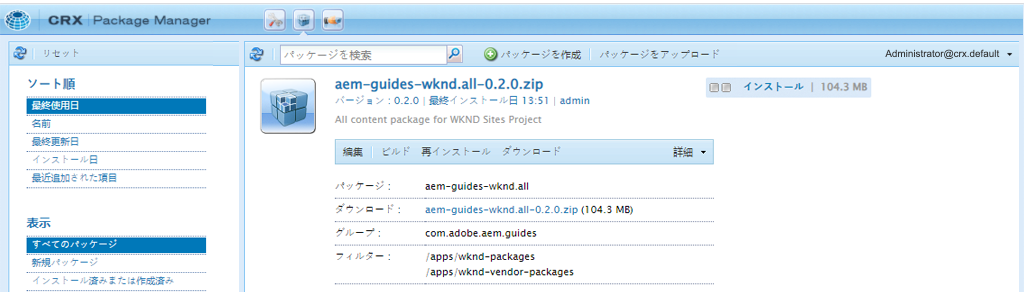 CRX | Package Manager
リセット
ソート順
最終使用日
名前
最終更新日
インストール日
最近追加された項目
表示
すべてのパッケージ
新規パッケージ
インストール済みまたは作成済み
パッケージを検索
パッケージを作成 | パッケージをアップロード
Administrator@crx.default
aem-guides-wknd.all-0.2.0.zip
バージョン : 0.2.0 | 最終インストール日 13:51 | admin
All content package for WKND Sites Project
インストール | 104.3 MB
編集 | ビルド 再インストール ダウンロード 詳細
パッケージ : aem-guides-wknd.all
ダウンロード : aem-guides-wknd.all-0.2.0.zip (104.3 MB)
グループ : com.adobe.aem.guides
フィルター : /apps/wknd-packages
/apps/wknd-vendor-packages